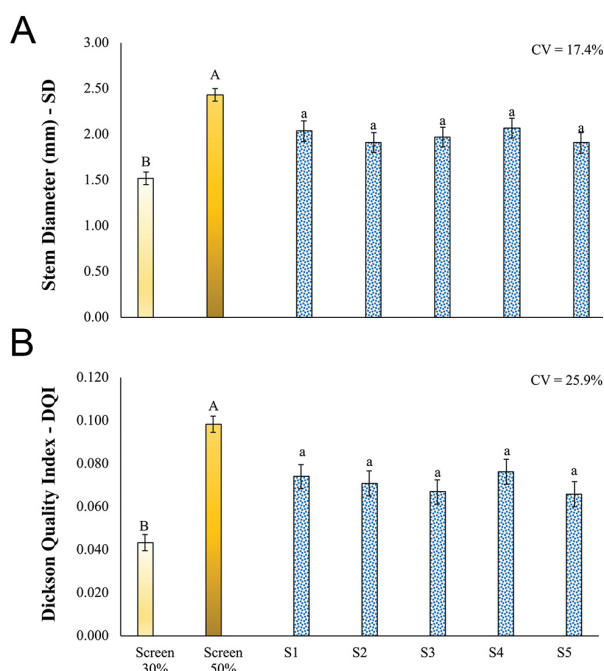 A
CV = 17.4%
Stem Diameter (mm) - SD
3.00
2.50
2.00
1.50
1.00
0.50
0.00
B
A
a
a
a
a
a
B
CV = 25.9%
Dickson Quality Index - DQI
0.120
0.100
0.080
0.060
0.040
0.020
0.000
B
A
a
a
a
a
a
Screen
30%
Screen
50%
S1
S2
S3
S4
S5